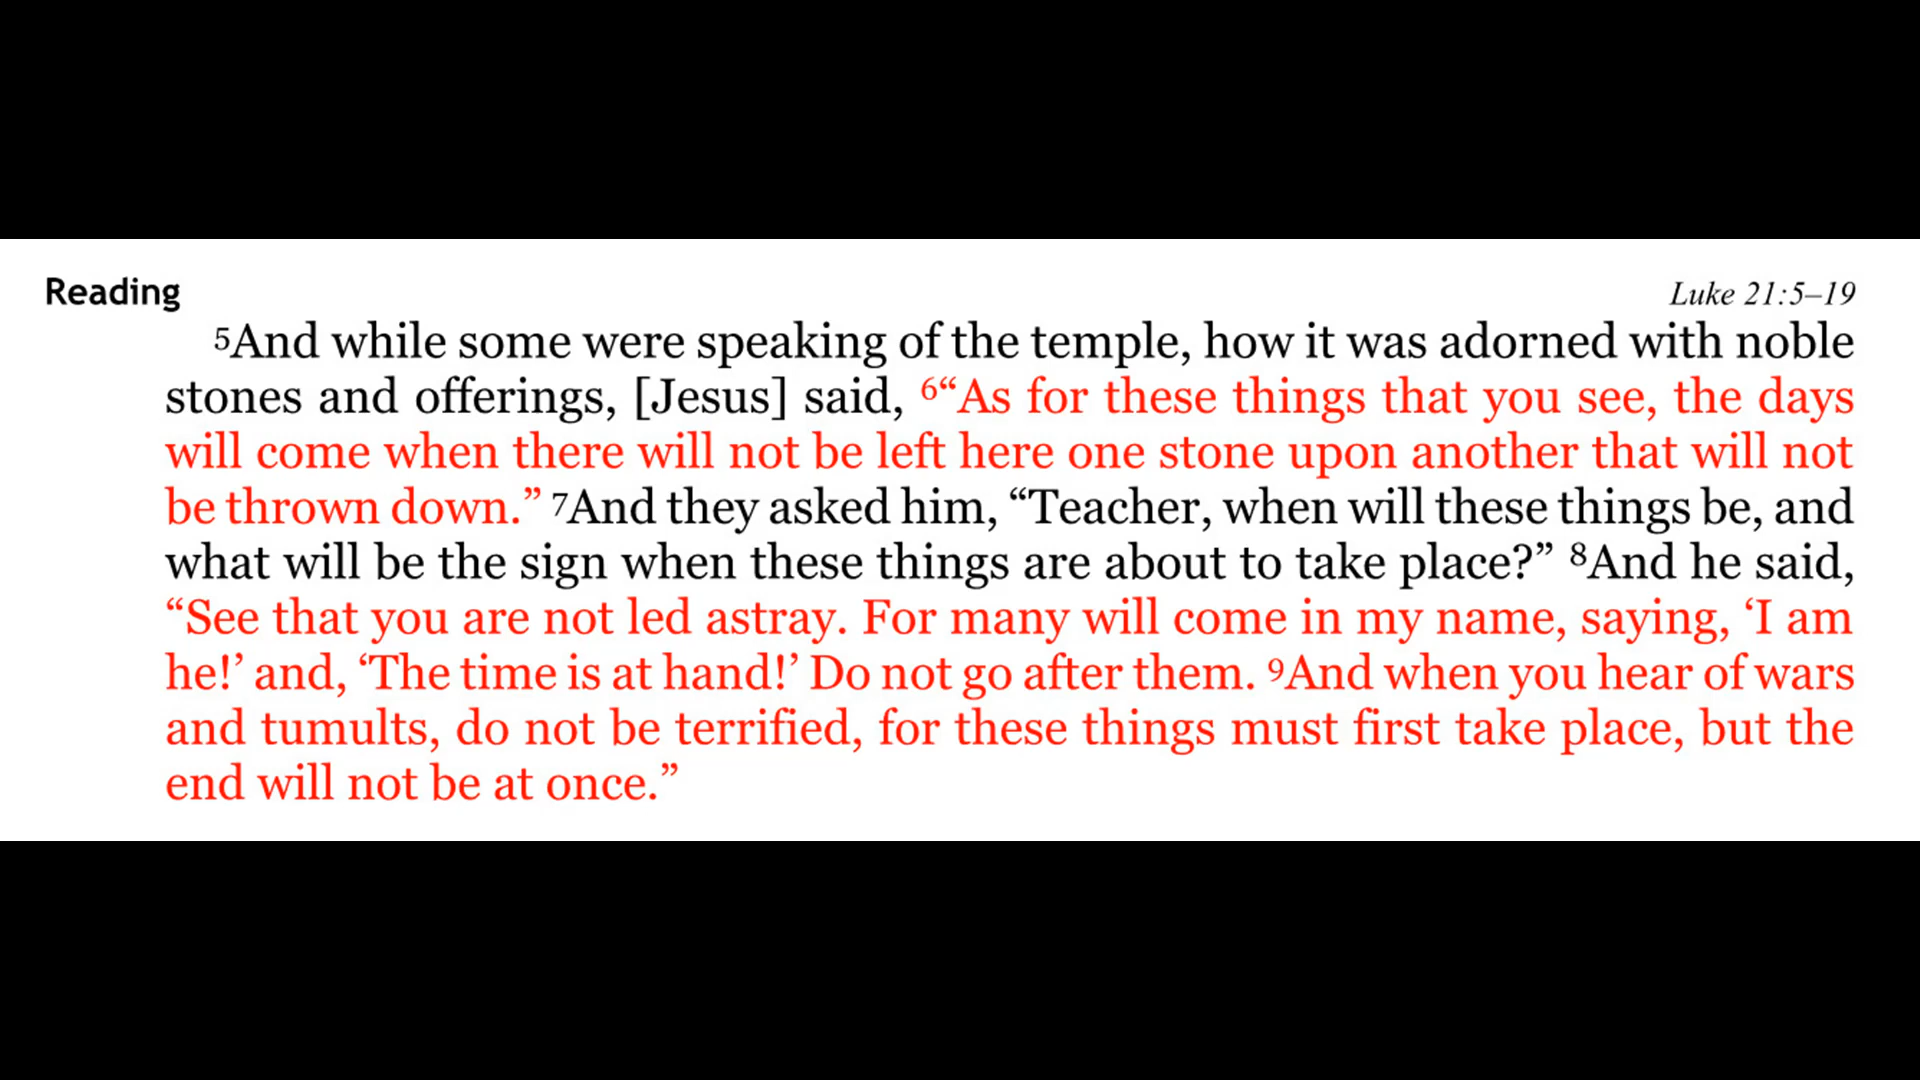 Reading
Luke 21:5–19
5And while some were speaking of the temple, how it was adorned with noble
stones and offerings, [Jesus] said, 6“As for these things that you see, the days
will come when there will not be left here one stone upon another that will not
be thrown down.” 7And they asked him, “Teacher, when will these things be, and
what will be the sign when these things are about to take place?” 8And he said,
“See that you are not led astray. For many will come in my name, saying, ‘I am
he!’ and, ‘The time is at hand!’ Do not go after them. 9And when you hear of wars
and tumults, do not be terrified, for these things must first take place, but the
end will not be at once.”